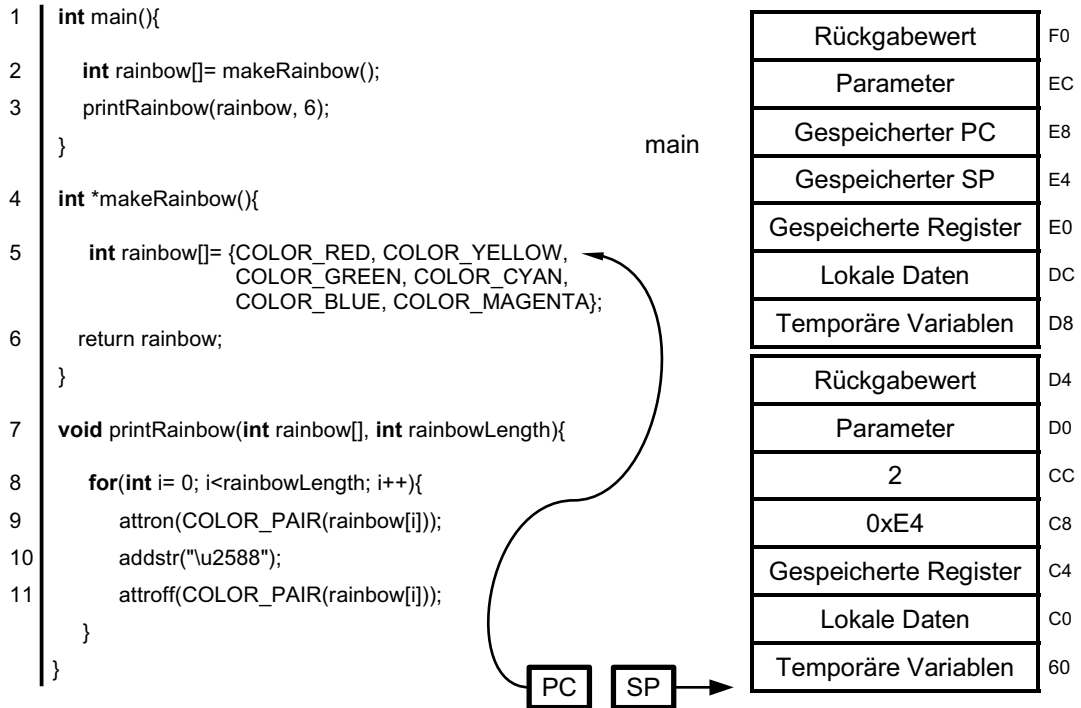 1 int main(){
2 int rainbow[]= makeRainbow();
3 printRainbow(rainbow, 6);
}
4 int *makeRainbow(){
5 int rainbow[]= {COLOR_RED, COLOR_YELLOW,
COLOR_GREEN, COLOR_CYAN,
COLOR_BLUE, COLOR_MAGENTA};
6 return rainbow;
}
7 void printRainbow(int rainbow[], int rainbowLength){
8 for(int i= 0; i<rainbowLength; i++){
9 attron(COLOR_PAIR(rainbow[i]));
10 addstr("\u2588");
11 attroff(COLOR_PAIR(rainbow[i]));
}
}
PC SP
main
Rückgabewert F0
Parameter EC
Gespeicherter PC E8
Gespeicherter SP E4
Gespeicherte Register E0
Lokale Daten DC
Temporäre Variablen D8
Rückgabewert D4
Parameter D0
2 CC
0xE4 C8
Gespeicherte Register C4
Lokale Daten C0
Temporäre Variablen 60